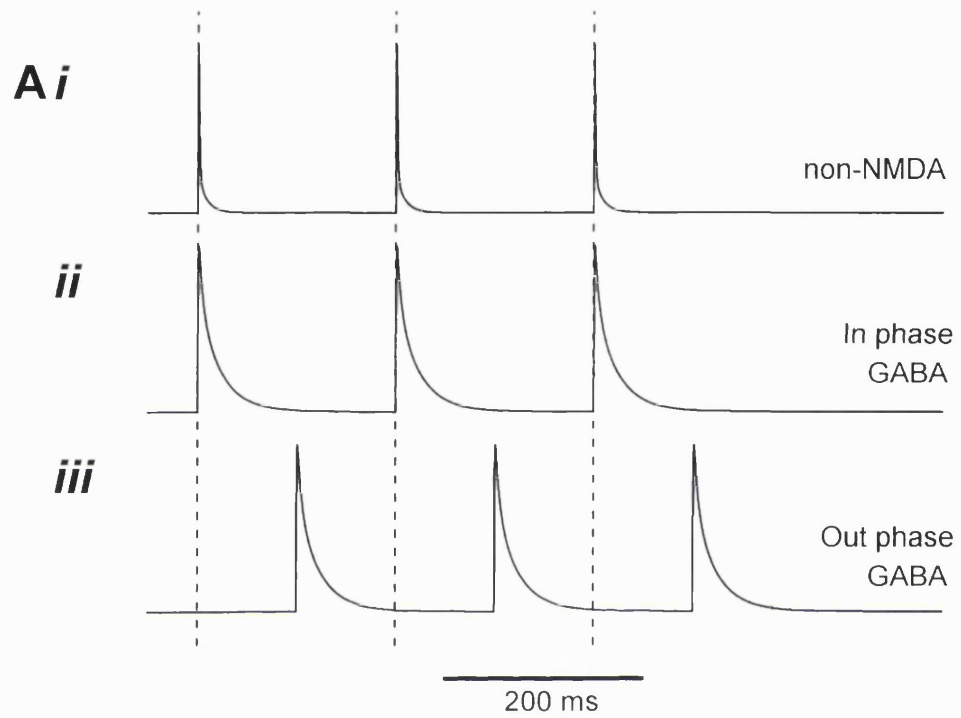 A i
non-NMDA
ii
In phase
GABA
iii
Out phase
GABA
200 ms